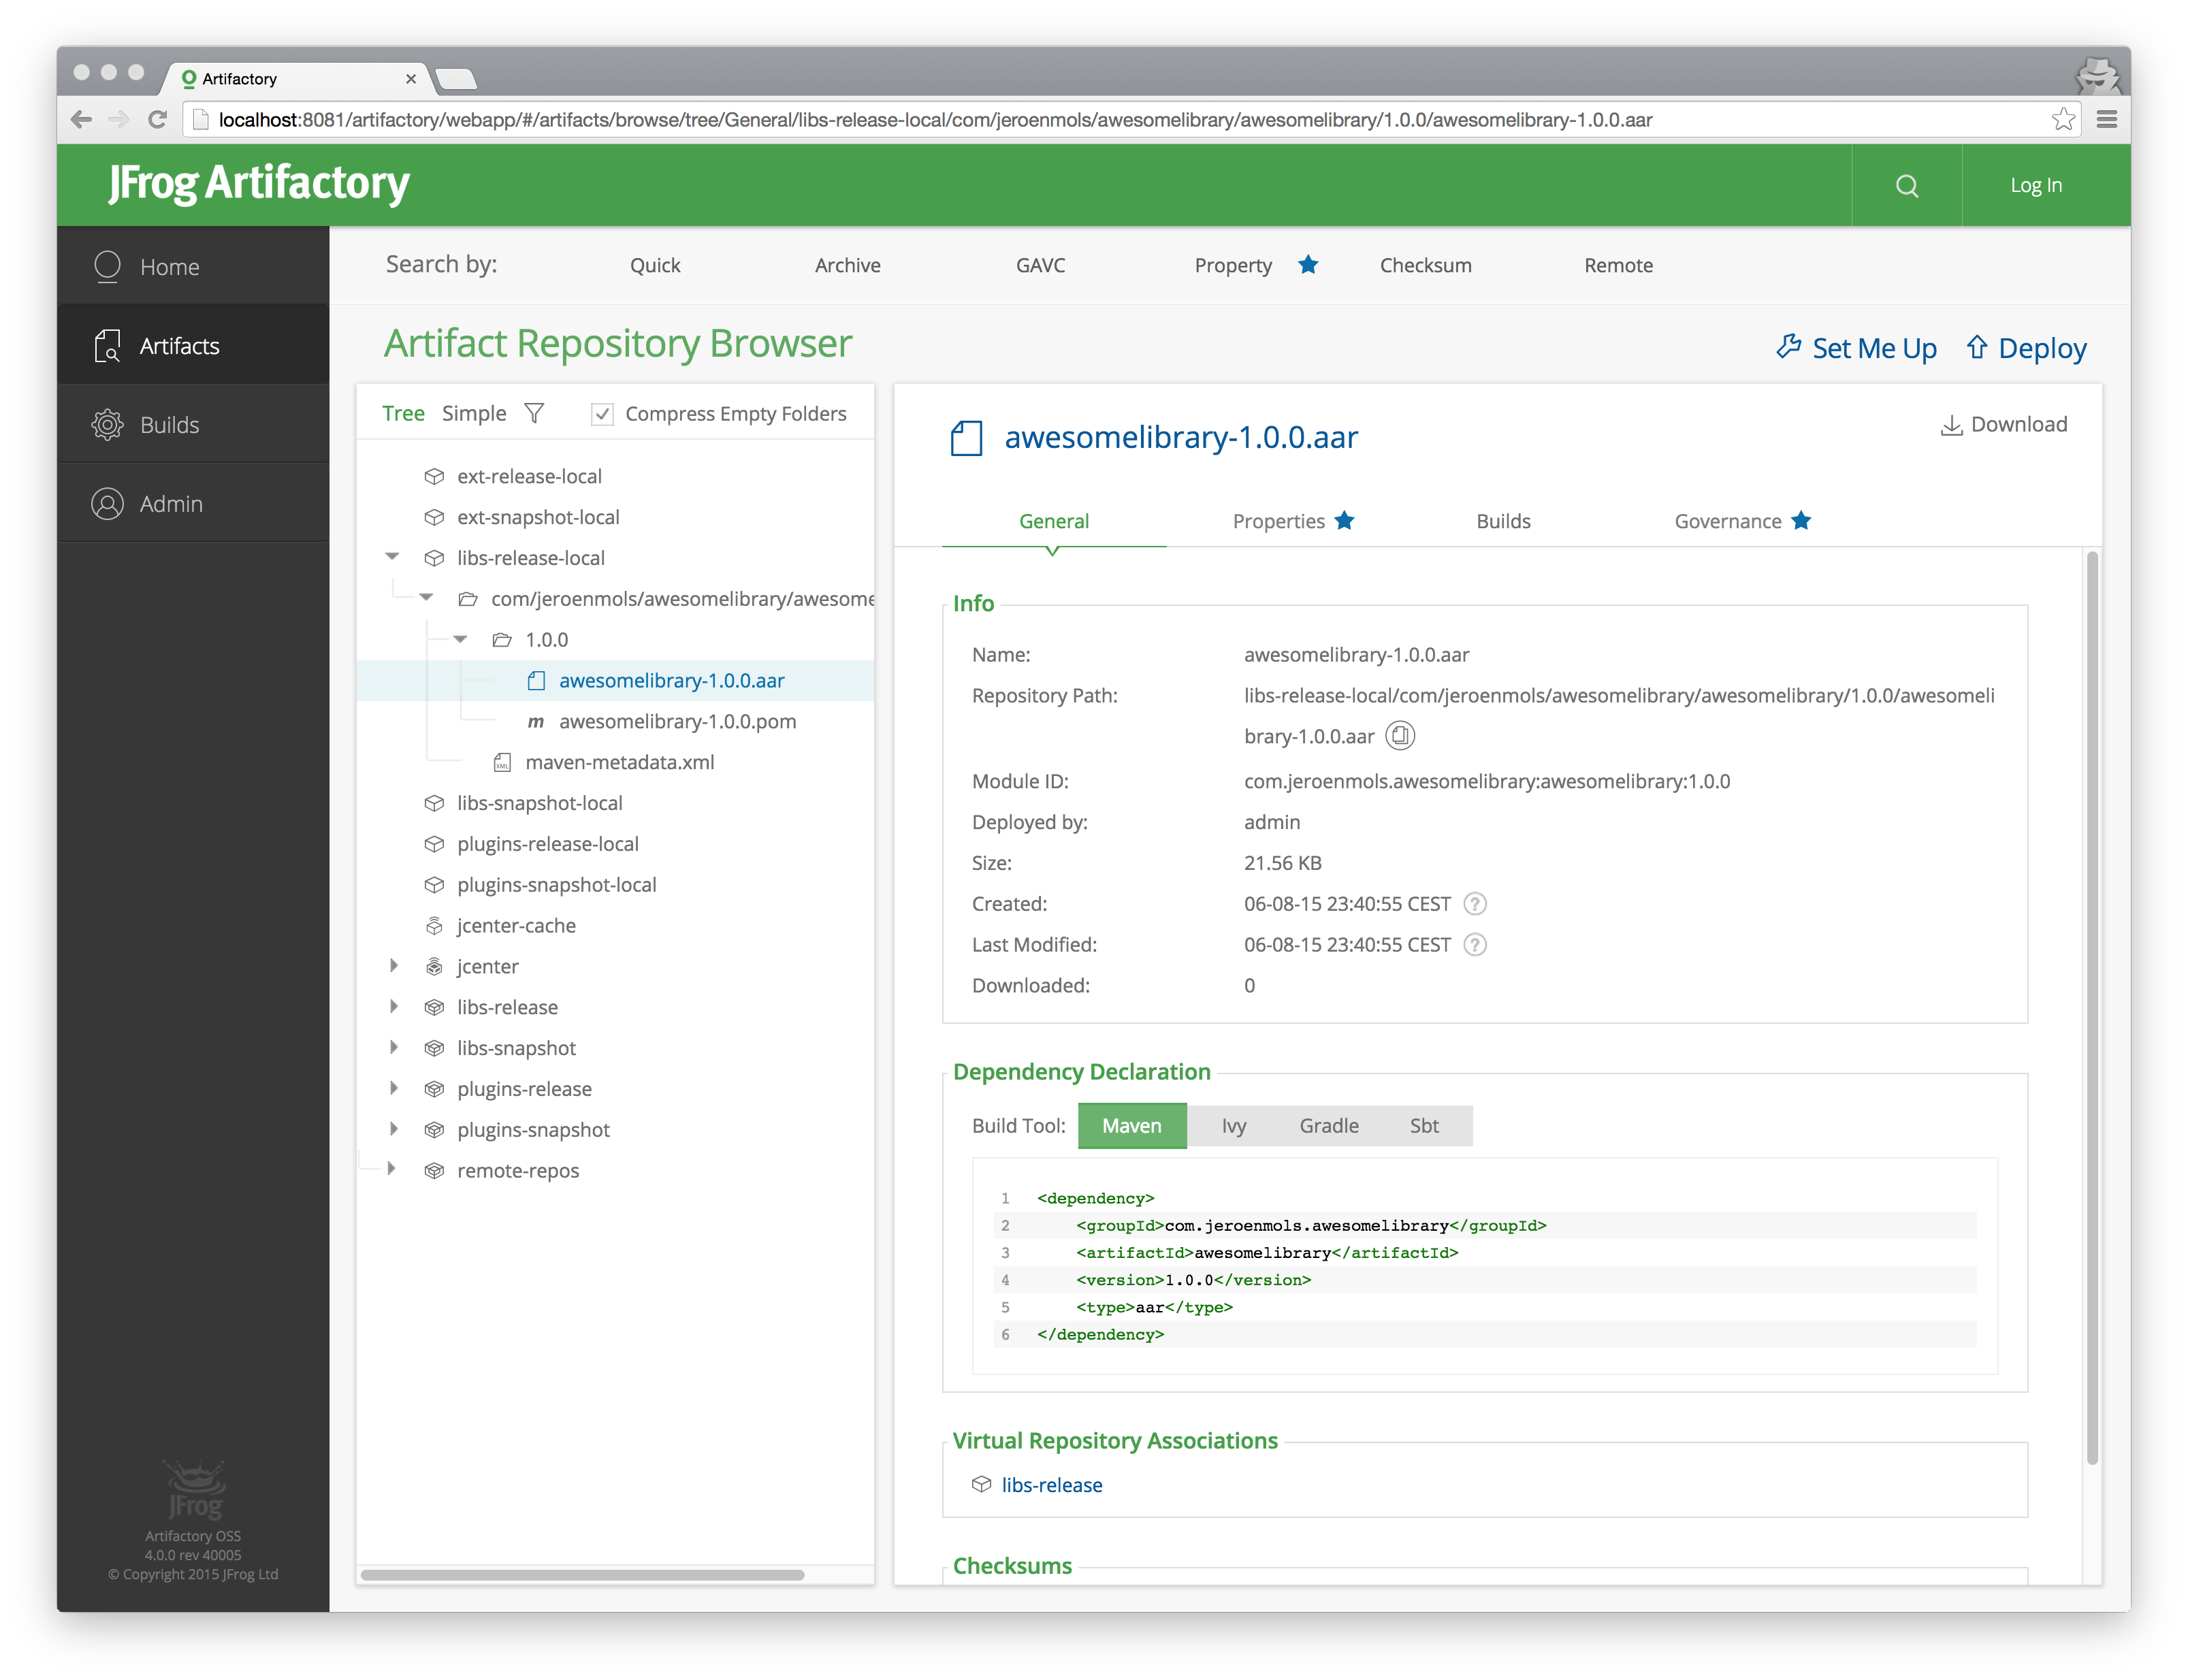 Artifactory
localhost:8081/artifactory/webapp/#/artifacts/browse/tree/General/libs-release-local/com/jeroenmols/awesomelibrary/awesomelibrary/1.0.0/awesomelibrary-1.0.0.aar
JFrog Artifactory
Log In
Home
Artifacts
Builds
Admin
Search by: Quick Archive GAVC Property Checksum Remote
Artifact Repository Browser
Set Me Up Deploy
Tree Simple Compress Empty Folders
ext-release-local
ext-snapshot-local
libs-release-local
com/jeroenmols/awesomelibrary/awesome
1.0.0
awesomelibrary-1.0.0.aar
m awesomelibrary-1.0.0.pom
XML maven-metadata.xml
libs-snapshot-local
plugins-release-local
plugins-snapshot-local
jcenter-cache
jcenter
libs-release
libs-snapshot
plugins-release
plugins-snapshot
remote-repos
awesomelibrary-1.0.0.aar
Download
General Properties Builds Governance
Info
Name: awesomelibrary-1.0.0.aar
Repository Path: libs-release-local/com/jeroenmols/awesomelibrary/awesomelibrary/1.0.0/awesomeli
brary-1.0.0.aar
Module ID: com.jeroenmols.awesomelibrary:awesomelibrary:1.0.0
Deployed by: admin
Size: 21.56 KB
Created: 06-08-15 23:40:55 CEST ?
Last Modified: 06-08-15 23:40:55 CEST ?
Downloaded: 0
Dependency Declaration
Build Tool: Maven Ivy Gradle Sbt
1 <dependency>
2 <groupId>com.jeroenmols.awesomelibrary</groupId>
3 <artifactId>awesomelibrary</artifactId>
4 <version>1.0.0</version>
5 <type>aar</type>
6 </dependency>
Virtual Repository Associations
libs-release
Checksums
JFrog
Artifactory OSS
4.0.0 rev 40005
© Copyright 2015 JFrog Ltd